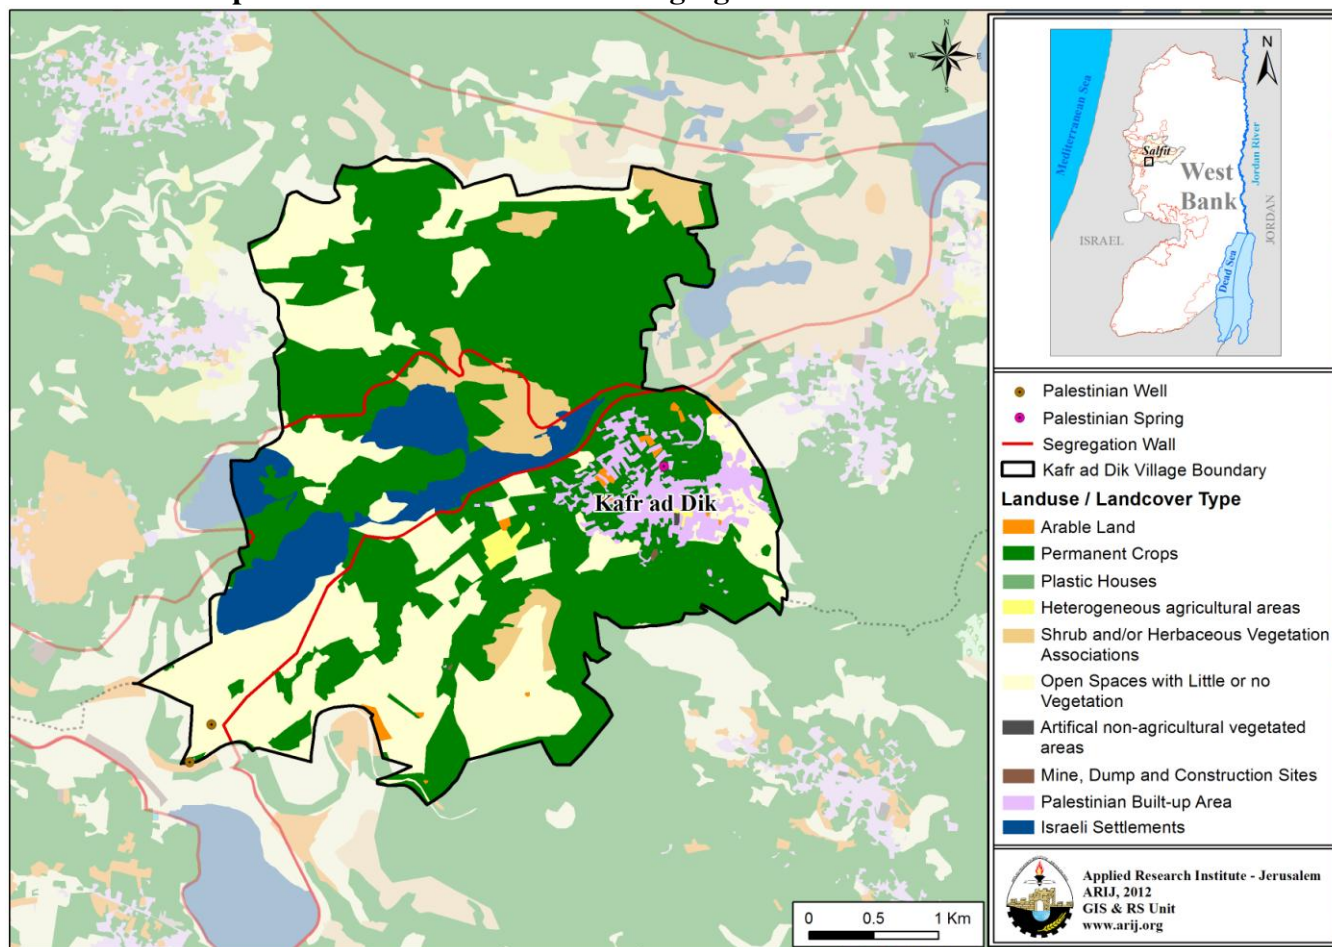 N
W E
S
Kafr ad Dik
0 0.5 1 Km
N
Mediterranean Sea
Salfit
West
Bank
Jordan River
ISRAEL
JORDAN
Dead Sea
Palestinian Well
Palestinian Spring
Segregation Wall
Kafr ad Dik Village Boundary
Landuse / Landcover Type
Arable Land
Permanent Crops
Plastic Houses
Heterogeneous agricultural areas
Shrub and/or Herbaceous Vegetation
Associations
Open Spaces with Little or no
Vegetation
Artifical non-agricultural vegetated
areas
Mine, Dump and Construction Sites
Palestinian Built-up Area
Israeli Settlements
Applied Research Institute - Jerusalem
ARIJ, 2012
GIS & RS Unit
www.arij.org